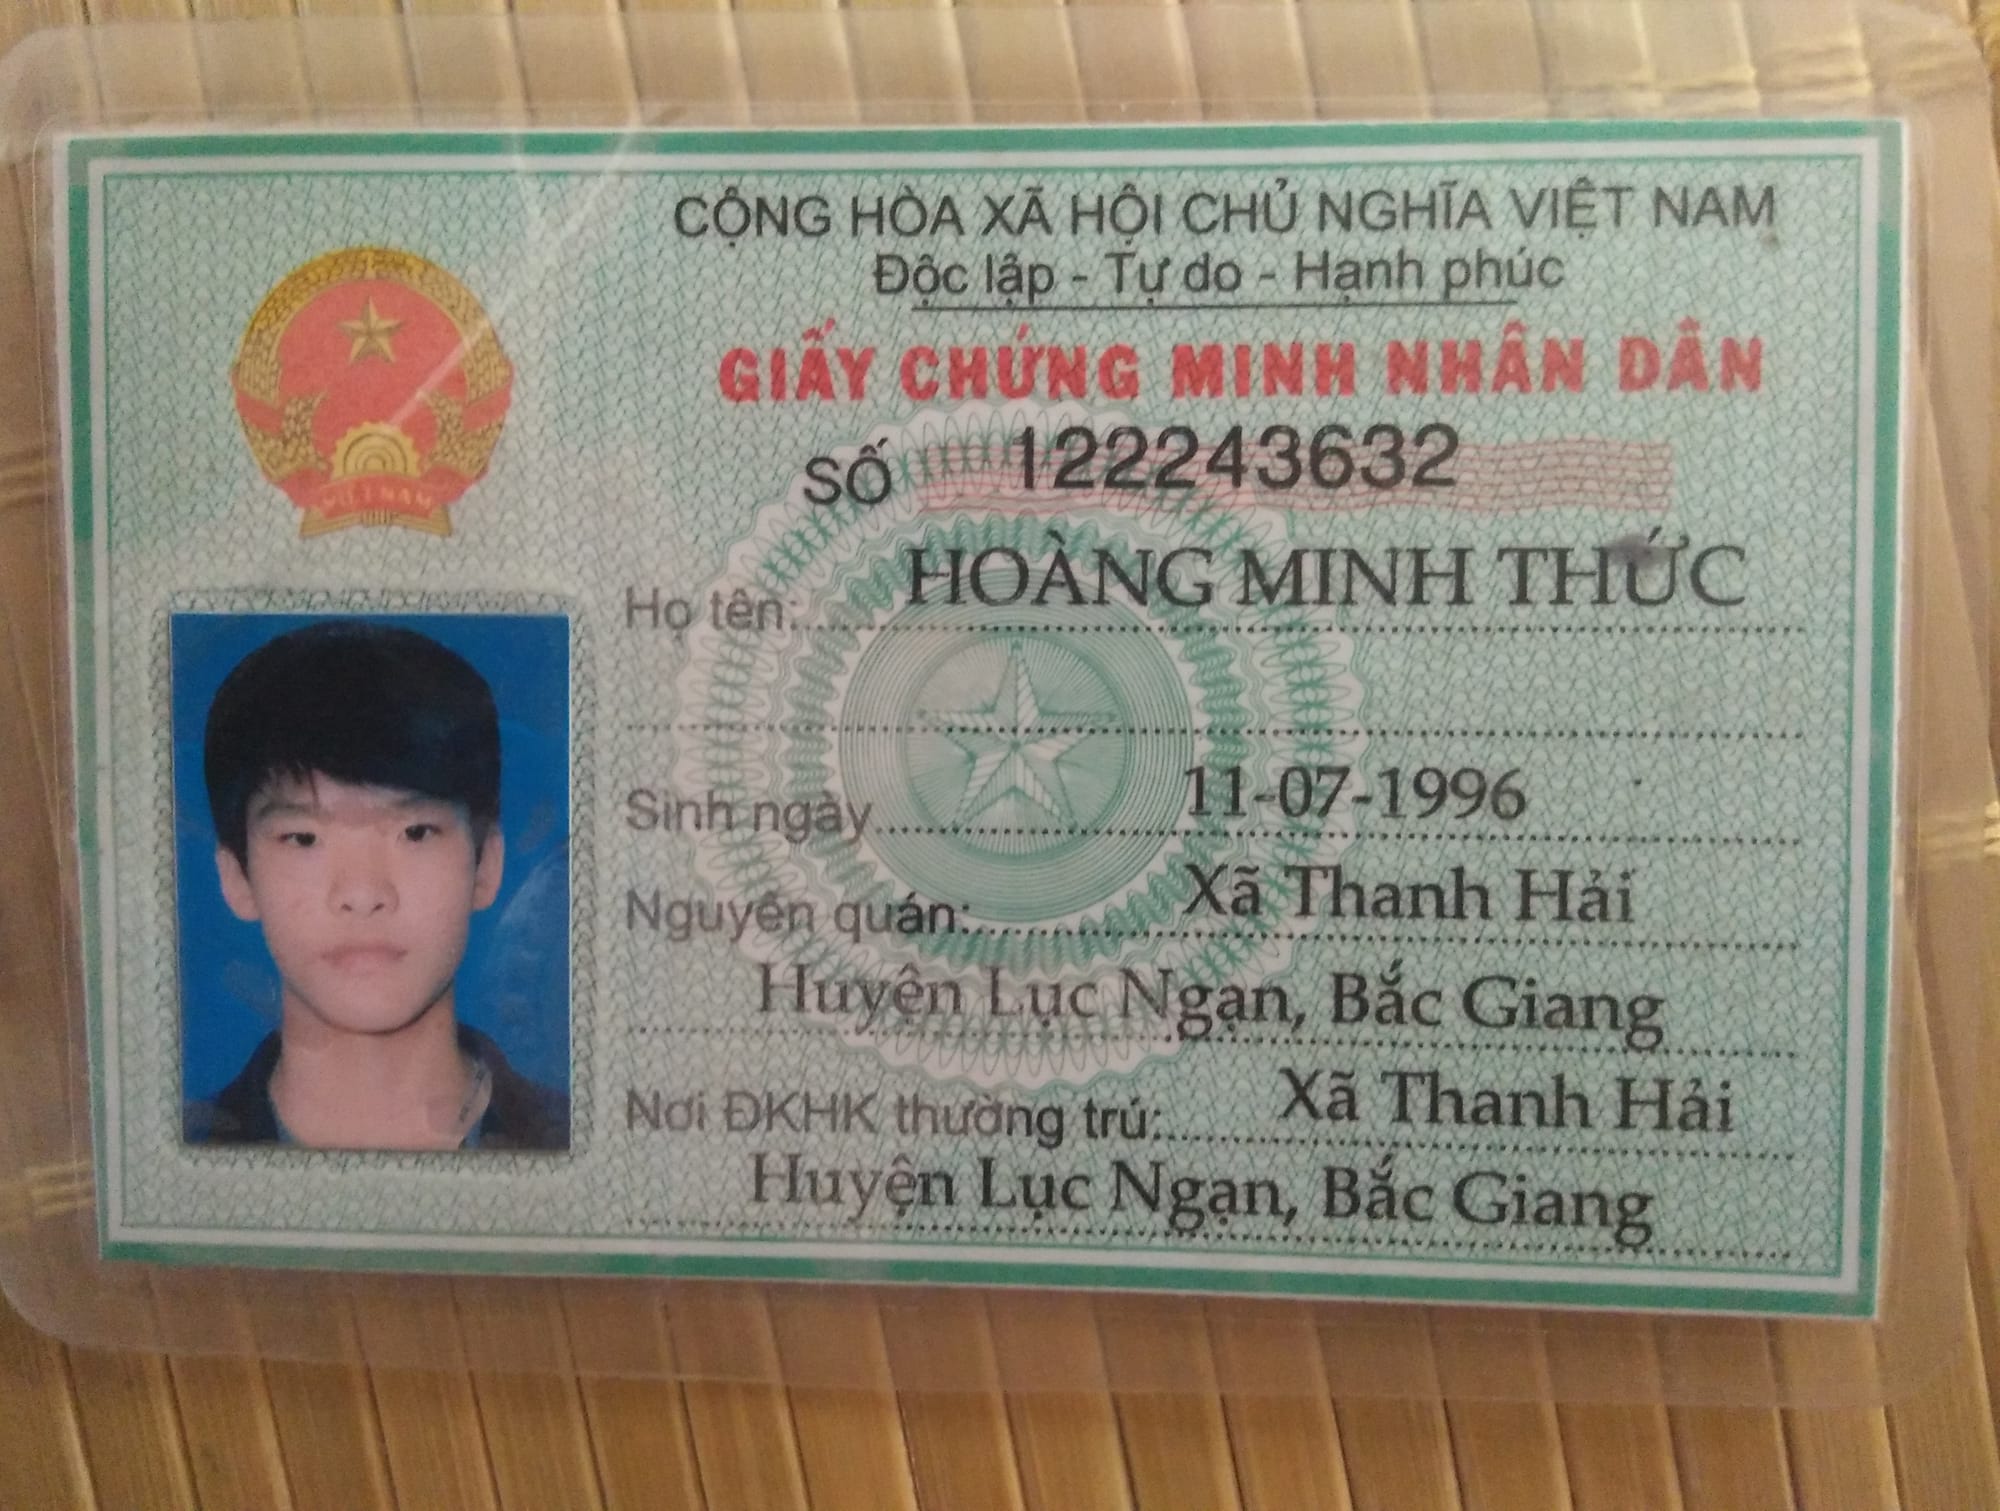 CỘNG HÒA XÃ HỘI CHỦ NGHĨA VIỆT NAM
Độc lập - Tự do - Hạnh phúc
GIẤY CHỨNG MINH NHÂN DÂN
SỐ 122243632
VIỆT NAM
Họ tên: HOÀNG MINH THỨC
Sinh ngày 11-07-1996
Nguyên quán: Xã Thanh Hải
Huyện Lục Ngạn, Bắc Giang
Nơi ĐKHK thường trú: Xã Thanh Hải
Huyện Lục Ngạn, Bắc Giang